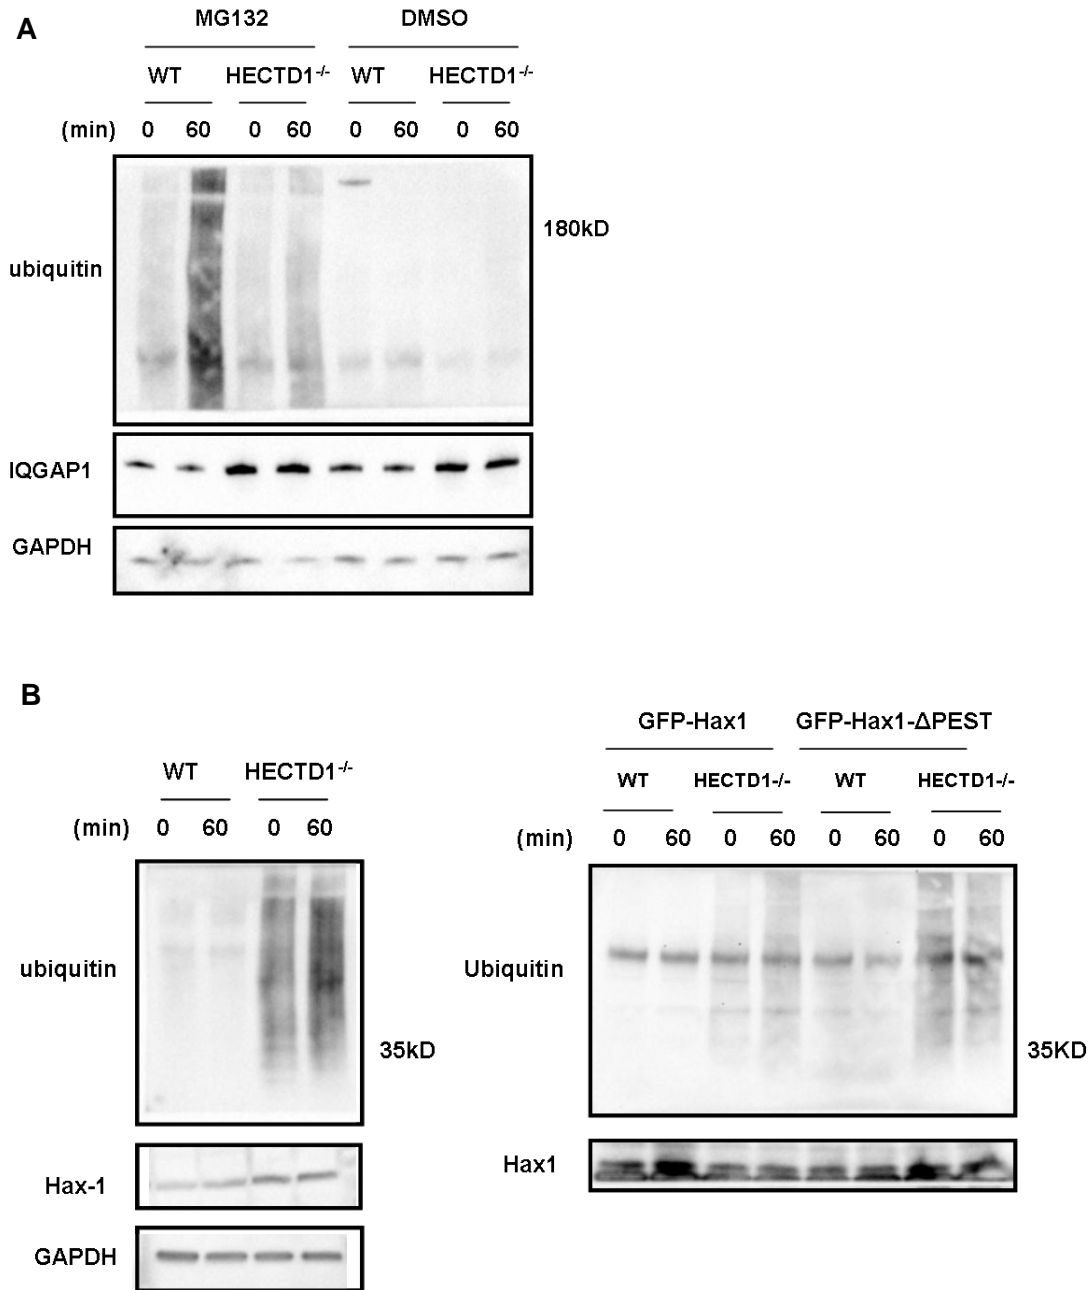 A
MG132 DMSO
WT HECTD1-/- WT HECTD1-/-
(min) 0 60 0 60 0 60 0 60
180kD
ubiquitin
IQGAP1
GAPDH
B
GFP-Hax1 GFP-Hax1-ΔPEST
WT HECTD1-/-
WT HECTD1-/- WT HECTD1-/-
(min) 0 60 0 60
(min) 0 60 0 60 0 60 0 60
ubiquitin
Ubiquitin
35kD
35KD
Hax1
Hax-1
GAPDH